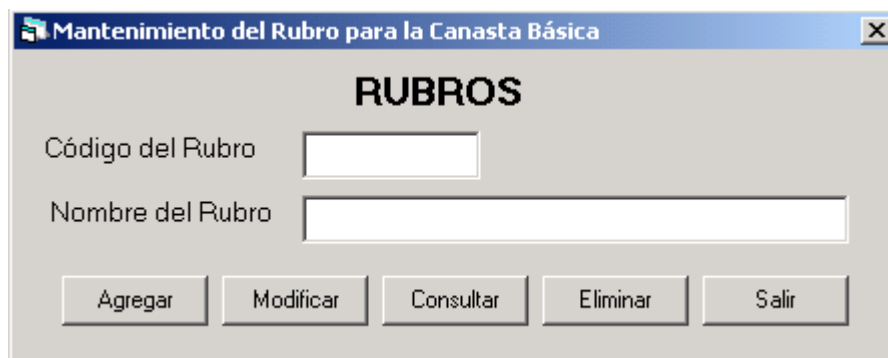 Mantenimiento del Rubro para la Canasta Básica
RUBROS
Código del Rubro
Nombre del Rubro
Agregar Modificar Consultar Eliminar Salir